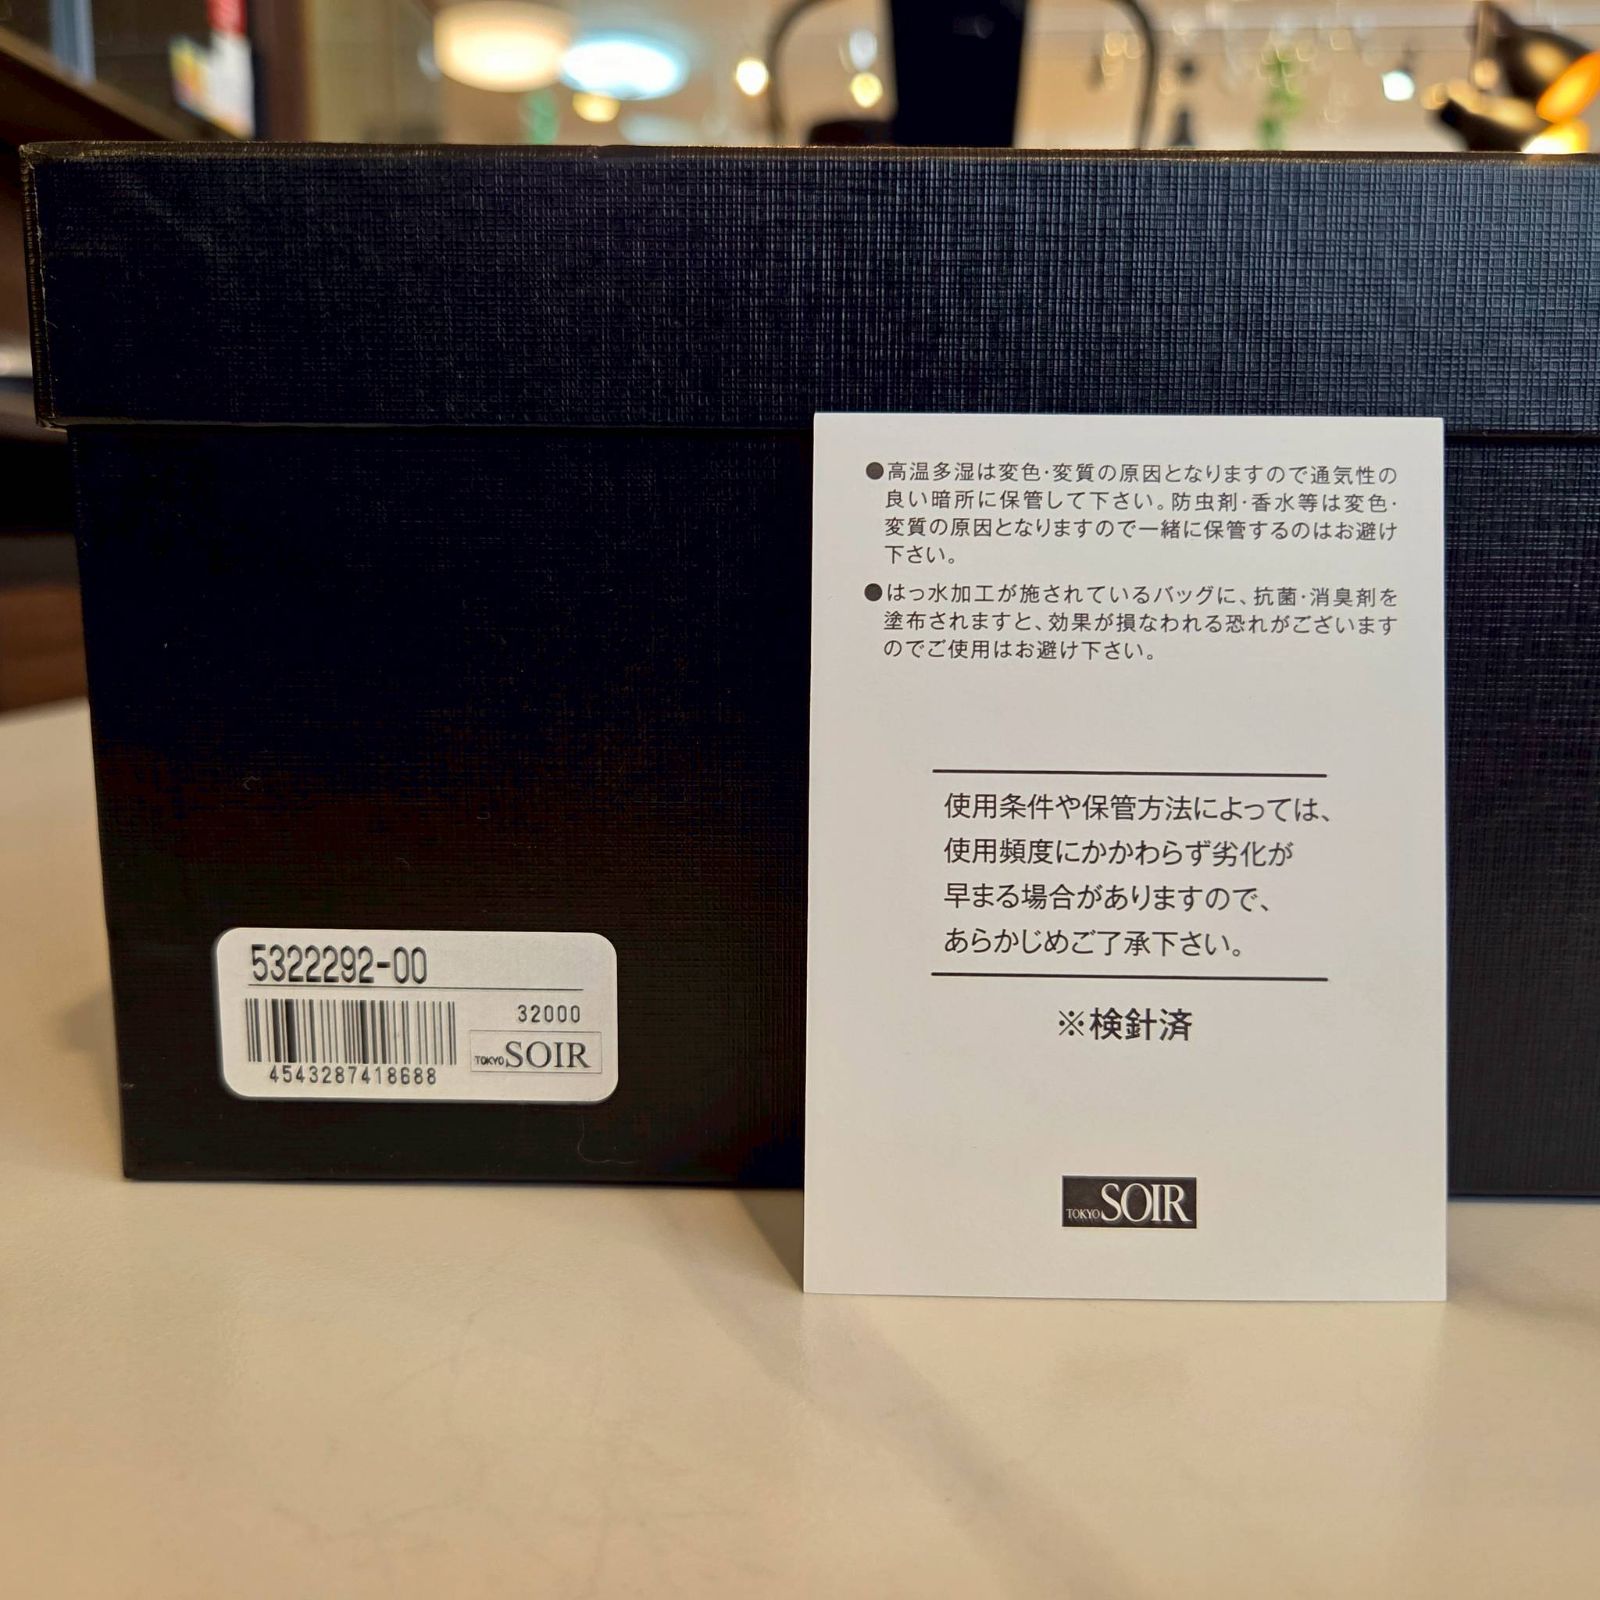 ●高温多湿は変色・変質の原因となりますので通気性の
良い暗所に保管して下さい。防虫剤・香水等は変色・
変質の原因となりますので一緒に保管するのはお避け
下さい。
●はっ水加工が施されているバッグに、抗菌・消臭剤を
塗布されますと、効果が損なわれる恐れがございます
のでご使用はお避け下さい。
使用条件や保管方法によっては、
使用頻度にかかわらず劣化が
早まる場合がありますので、
あらかじめご了承下さい。
※検針済
TOKYO SOIR
5322292-00
32000
TOKYO SOIR
4543287418688